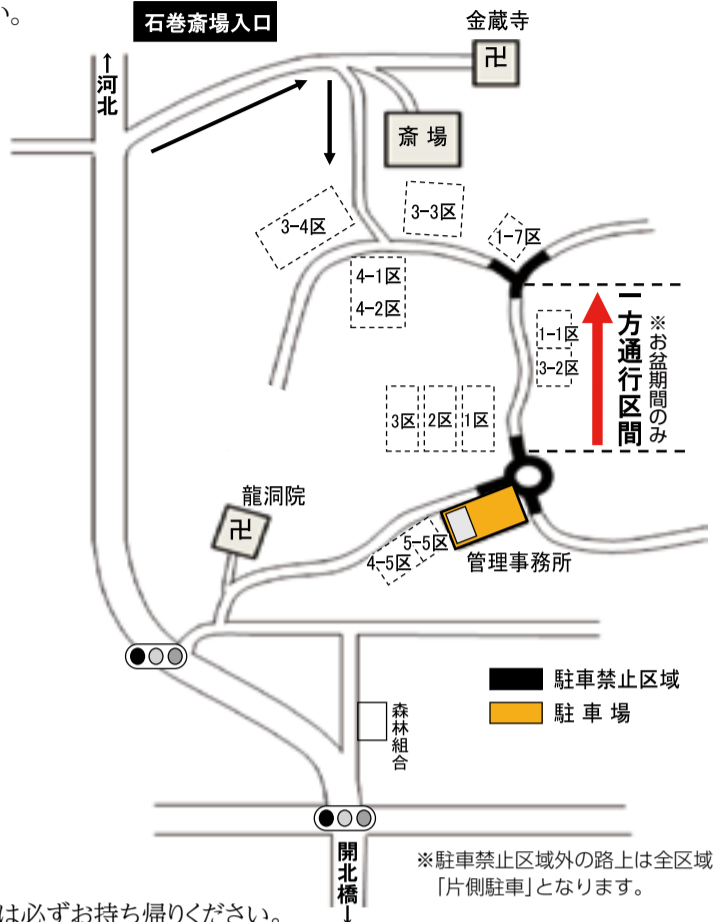 い。
石巻斎場入口
金蔵寺
卍
↑河北
斎場
3-3区
3-4区
1-7区
4-1区
4-2区
1-1区
3-2区
一方通行区間
※お盆期間のみ
3区
2区
1区
龍洞院
卍
5-5区
4-5区
管理事務所
駐車禁止区域
駐車場
森林組合
開北橋↓
※駐車禁止区域外の路上は全区域
「片側駐車」となります。
は必ずお持ち帰りください。